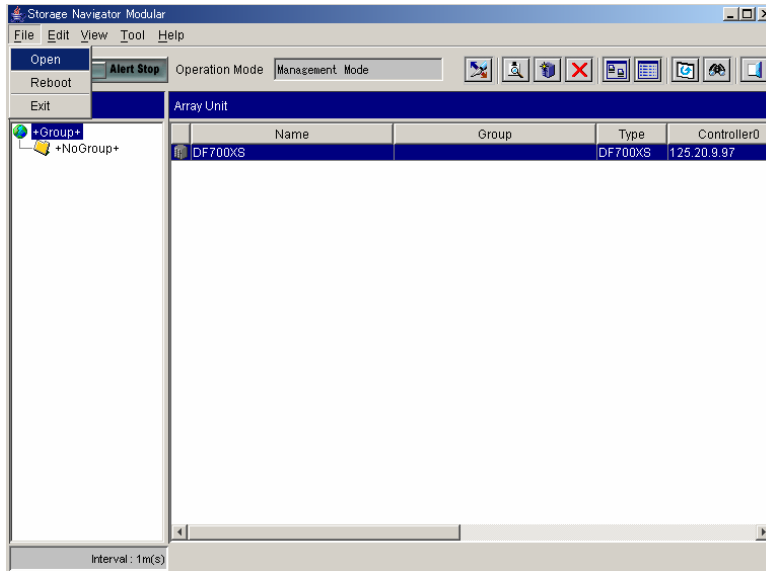 Storage Navigator Modular
File Edit View Tool Help
Open
Reboot
Exit
Alert Stop
Operation Mode
Management Mode
Array Unit
+Group+
+NoGroup+
Name Group Type Controller0
DF700XS DF700XS 125.20.9.97
Interval : 1m(s)